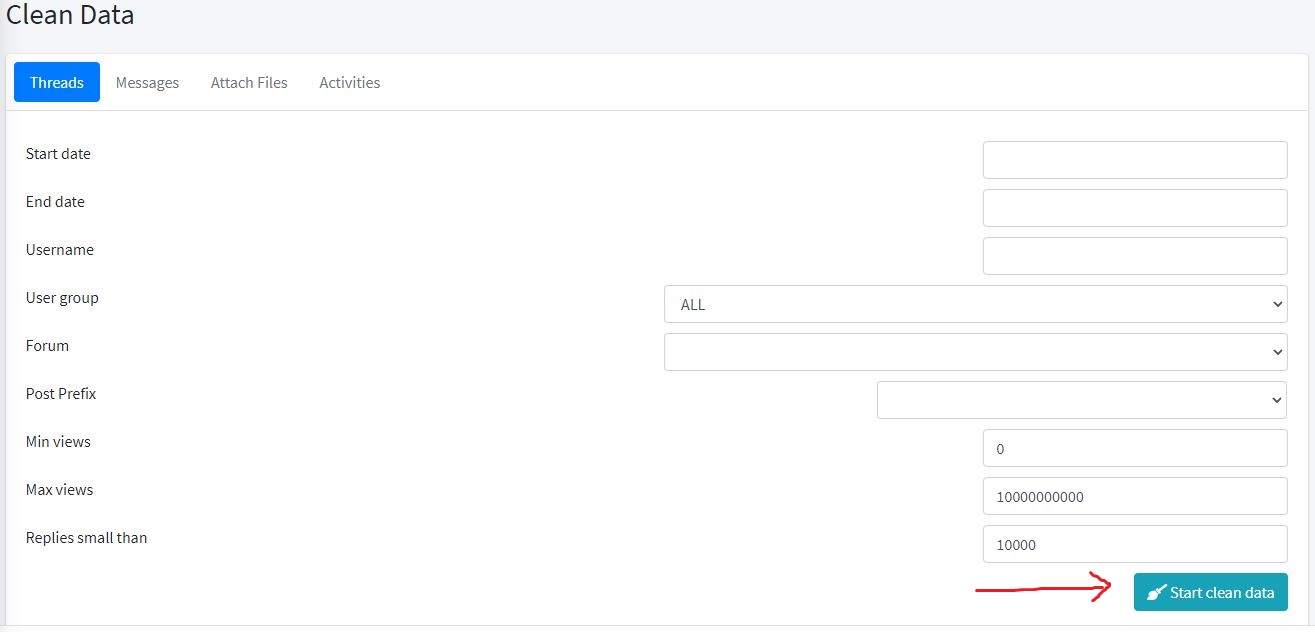 Clean Data
Threads Messages Attach Files Activities
Start date
End date
Username
User group ALL
Forum
Post Prefix
Min views 0
Max views 10000000000
Replies small than 10000
Start clean data